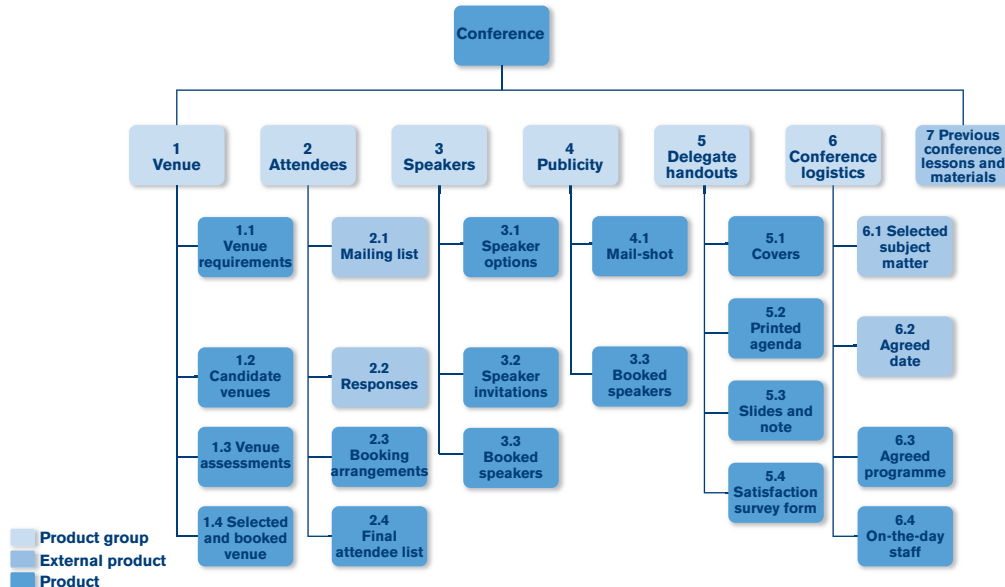 Conference
1
Venue
2
Attendees
3
Speakers
4
Publicity
5
Delegate
handouts
6
Conference
logistics
7 Previous
conference
lessons and
materials
1.1
Venue
requirements
1.2
Candidate
venues
1.3 Venue
assessments
1.4 Selected
and booked
venue
2.1
Mailing list
2.2
Responses
2.3
Booking
arrangements
2.4
Final
attendee list
3.1
Speaker
options
3.2
Speaker
invitations
3.3
Booked
speakers
4.1
Mail-shot
3.3
Booked
speakers
5.1
Covers
5.2
Printed
agenda
5.3
Slides and
note
5.4
Satisfaction
survey form
6.1 Selected
subject
matter
6.2
Agreed
date
6.3
Agreed
programme
6.4
On-the-day
staff
Product group
External product
Product